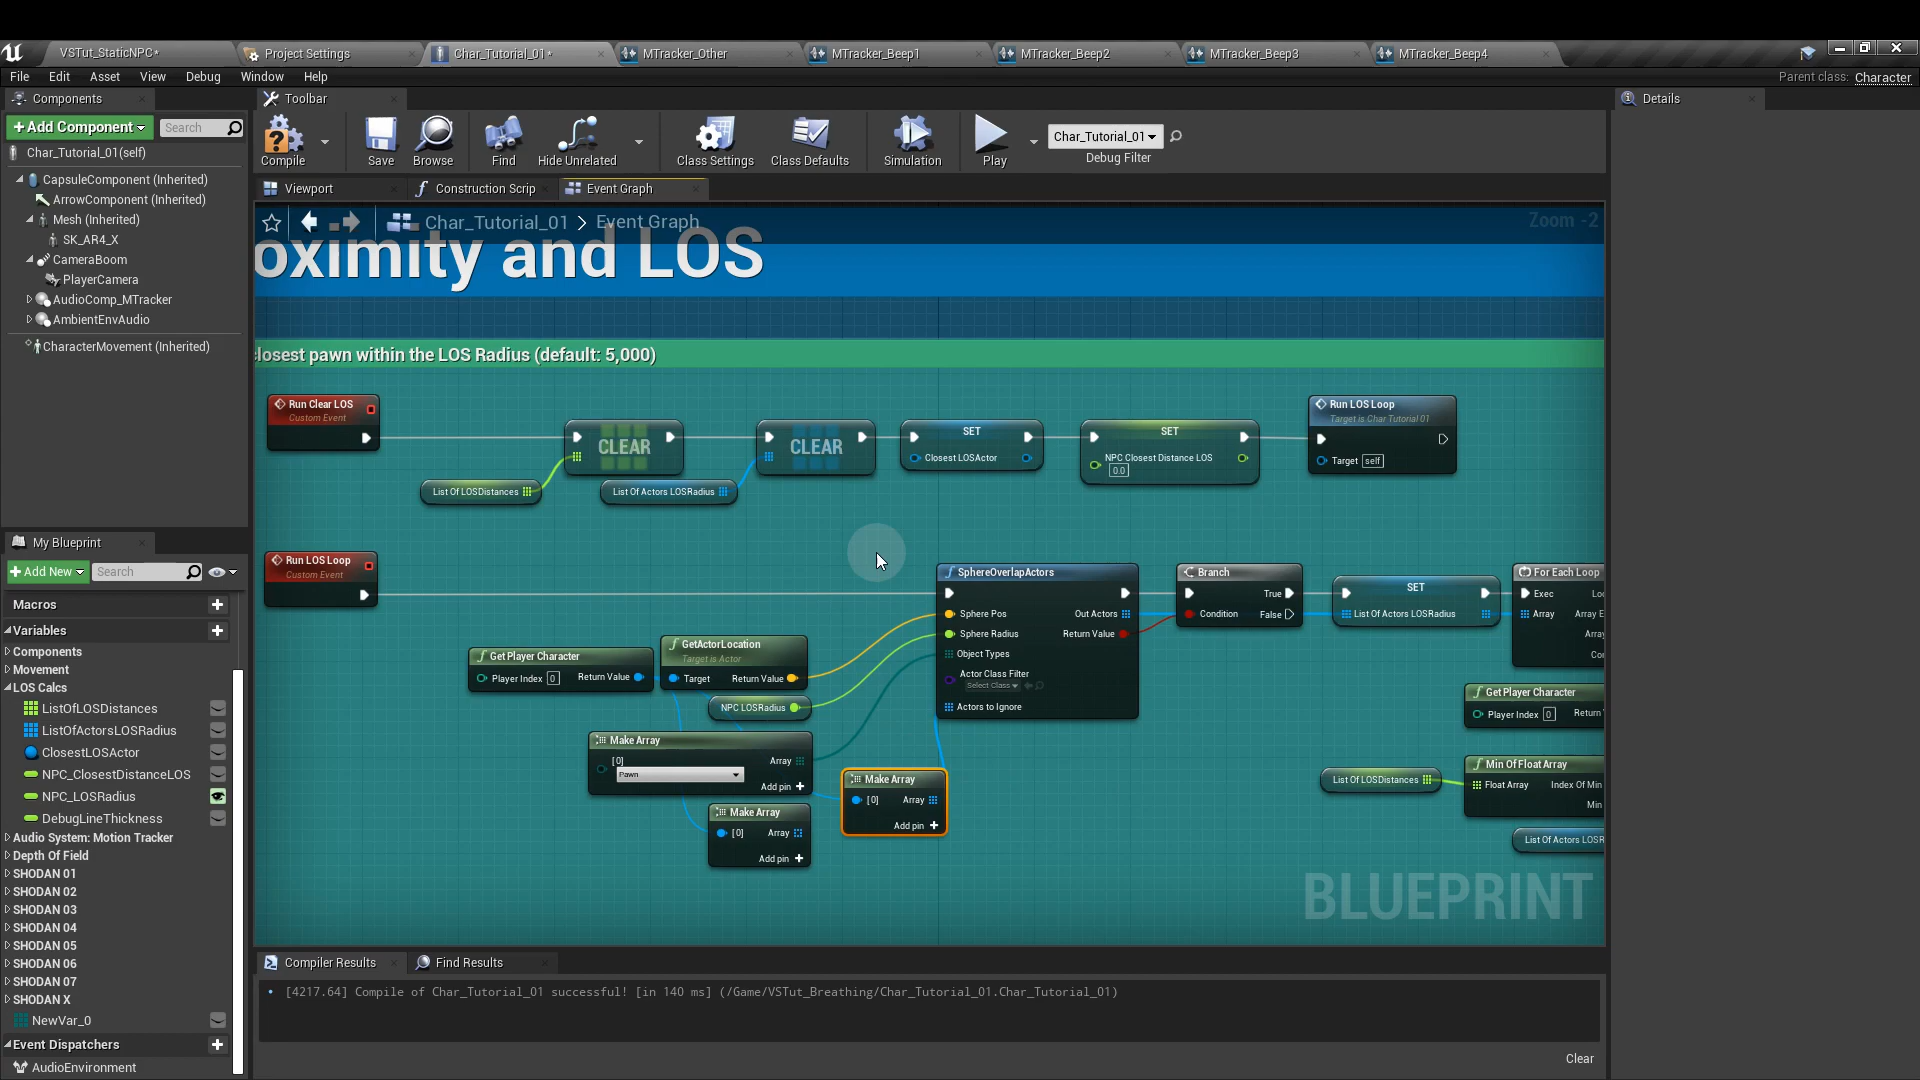 VSTut_StaticNPC*
Project Settings
Char_Tutorial_01*
MTracker_Other
MTracker_Beep1
MTracker_Beep2
MTracker_Beep3
MTracker_Beep4
File Edit Asset View Debug Window Help
Parent class: Character
Components
Toolbar
Details
+ Add Component
Search
Char_Tutorial_01(self)
CapsuleComponent (Inherited)
ArrowComponent (Inherited)
Mesh (Inherited)
SK_AR4_X
CameraBoom
PlayerCamera
AudioComp_MTracker
AmbientEnvAudio
CharacterMovement (Inherited)
Compile
Save
Browse
Find
Hide Unrelated
Class Settings
Class Defaults
Simulation
Play
Char_Tutorial_01
Debug Filter
Viewport
Construction Scrip
Event Graph
Char_Tutorial_01 > Event Graph
Zoom -2
oximity and LOS
closest pawn within the LOS Radius (default: 5,000)
Run Clear LOS
Custom Event
CLEAR
List Of LOSDistances
CLEAR
List Of Actors LOSRadius
SET
Closest LOSActor
SET
NPC Closest Distance LOS
0.0
Run LOS Loop
Target is Char Tutorial 01
Target self
Run LOS Loop
Custom Event
Get Player Character
Player Index 0
Return Value
GetActorLocation
Target is Actor
Target
Return Value
NPC LOSRadius
Make Array
[0]
Pawn
Array
Add pin +
Make Array
[0] Array
Add pin +
Make Array
[0] Array
Add pin +
SphereOverlapActors
Sphere Pos
Out Actors
Sphere Radius
Return Value
Object Types
Actor Class Filter
Select Class
Actors to Ignore
Branch
True
Condition
False
SET
List Of Actors LOSRadius
For Each Loop
Exec
Loo
Array
Array E
Arra
Coi
Get Player Character
Player Index 0
Return
List Of LOSDistances
Min Of Float Array
Float Array
Index Of Min
Min
List Of Actors LOSR
BLUEPRINT
My Blueprint
+ Add New
Search
Macros
Variables
Components
Movement
LOS Calcs
ListOfLOSDistances
ListOfActorsLOSRadius
ClosestLOSActor
NPC_ClosestDistanceLOS
NPC_LOSRadius
DebugLineThickness
Audio System: Motion Tracker
Depth Of Field
SHODAN 01
SHODAN 02
SHODAN 03
SHODAN 04
SHODAN 05
SHODAN 06
SHODAN 07
SHODAN X
NewVar_0
Event Dispatchers
AudioEnvironment
Compiler Results
Find Results
[4217.64] Compile of Char_Tutorial_01 successful! [in 140 ms] (/Game/VSTut_Breathing/Char_Tutorial_01.Char_Tutorial_01)
Clear